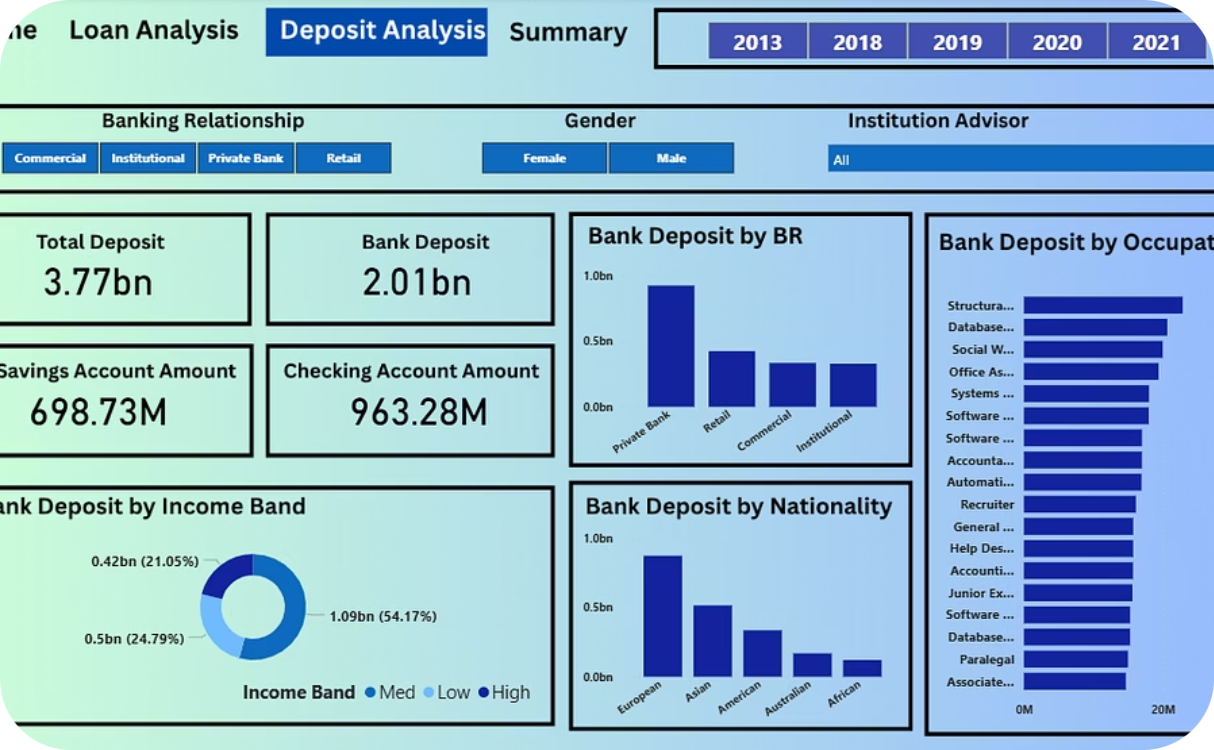 ne Loan Analysis Deposit Analysis Summary
2013 2018 2019 2020 2021
Banking Relationship Gender Institution Advisor
Commercial Institutional Private Bank Retail Female Male All
Total Deposit
3.77bn
Bank Deposit
2.01bn
Savings Account Amount
698.73M
Checking Account Amount
963.28M
Bank Deposit by BR
1.0bn
0.5bn
0.0bn
Private Bank Retail Commercial Institutional
Bank Deposit by Occupat
Structura...
Database...
Social W...
Office As...
Systems ...
Software ...
Software ...
Accounta...
Automati...
Recruiter
General ...
Help Des...
Accounti...
Junior Ex...
Software ...
Database...
Paralegal
Associate...
0M 20M
ank Deposit by Income Band
0.42bn (21.05%)
1.09bn (54.17%)
0.5bn (24.79%)
Income Band Med Low High
Bank Deposit by Nationality
1.0bn
0.5bn
0.0bn
European Asian American Australian African